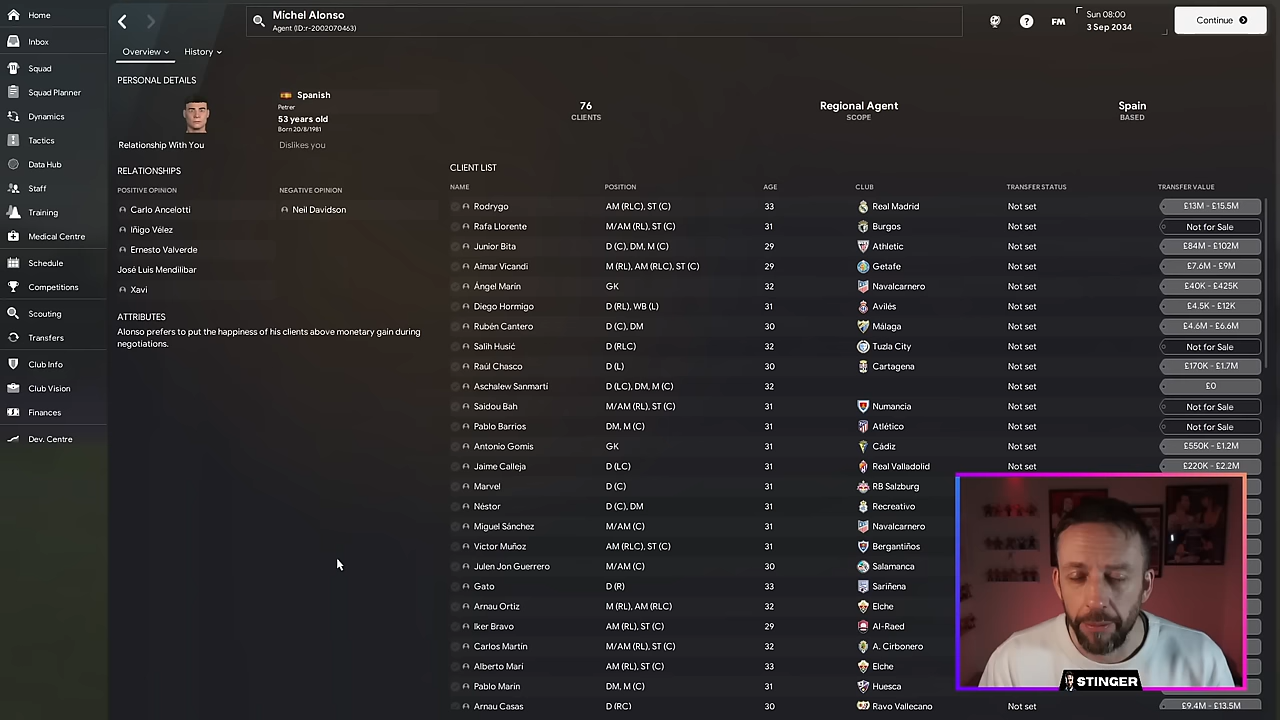 Home
Inbox
Squad
Squad Planner
Dynamics
Tactics
Data Hub
Staff
Training
Medical Centre
Schedule
Competitions
Scouting
Transfers
Club Info
Club Vision
Finances
Dev. Centre
Míchel Alonso
Agent (ID:r-2002070463)
FM
Sun 08:00
3 Sep 2034
Continue
Overview
History
PERSONAL DETAILS
Spanish
Petrer
53 years old
Born 20/8/1981
Relationship With You
Dislikes you
76
CLIENTS
Regional Agent
SCOPE
Spain
BASED
RELATIONSHIPS
POSITIVE OPINION
NEGATIVE OPINION
Carlo Ancelotti
Neil Davidson
Iñigo Vélez
Ernesto Valverde
José Luis Mendilibar
Xavi
ATTRIBUTES
Alonso prefers to put the happiness of his clients above monetary gain during
negotiations.
CLIENT LIST
NAME POSITION AGE CLUB TRANSFER STATUS TRANSFER VALUE
Rodrygo AM (RLC), ST (C) 33 Real Madrid Not set £13M - £15.5M
Rafa Llorente M/AM (RL), ST (C) 31 Burgos Not set Not for Sale
Junior Bita D (C), DM, M (C) 29 Athletic Not set £84M - £102M
Aimar Vicandi M (RL), AM (RLC), ST (C) 29 Getafe Not set £7.6M - £9M
Ángel Marín GK 32 Navalcarnero Not set £40K - £425K
Diego Hormigo D (RL), WB (L) 31 Avilés Not set £4.5K - £12K
Rubén Cantero D (C), DM 30 Málaga Not set £4.6M - £6.6M
Salih Husić D (RLC) 32 Tuzla City Not set Not for Sale
Raúl Chasco D (L) 30 Cartagena Not set £170K - £1.7M
Aschalew Sanmartí D (LC), DM, M (C) 32 Not set £0
Saidou Bah M/AM (RL), ST (C) 31 Numancia Not set Not for Sale
Pablo Barrios DM, M (C) 31 Atlético Not set Not for Sale
Antonio Gomis GK 31 Cádiz Not set £550K - £1.2M
Jaime Calleja D (LC) 31 Real Valladolid Not set £220K - £2.2M
Marvel D (C) 31 RB Salzburg
Néstor D (C), DM 31 Recreativo
Miguel Sánchez M/AM (C) 31 Navalcarnero
Víctor Muñoz AM (RLC), ST (C) 31 Bergantiños
Julen Jon Guerrero M/AM (C) 30 Salamanca
Gato D (R) 33 Sariñena
Arnau Ortiz M (RL), AM (RLC) 32 Elche
Iker Bravo AM (RL), ST (C) 29 Al-Raed
Carlos Martín M/AM (RL), ST (C) 32 A. Cirbonero
Alberto Mari AM (RL), ST (C) 33 Elche
Pablo Marín DM, M (C) 31 Huesca
Arnau Casas D (RC) 30 Rayo Vallecano Not set £9.4M - £13.5M
STINGER